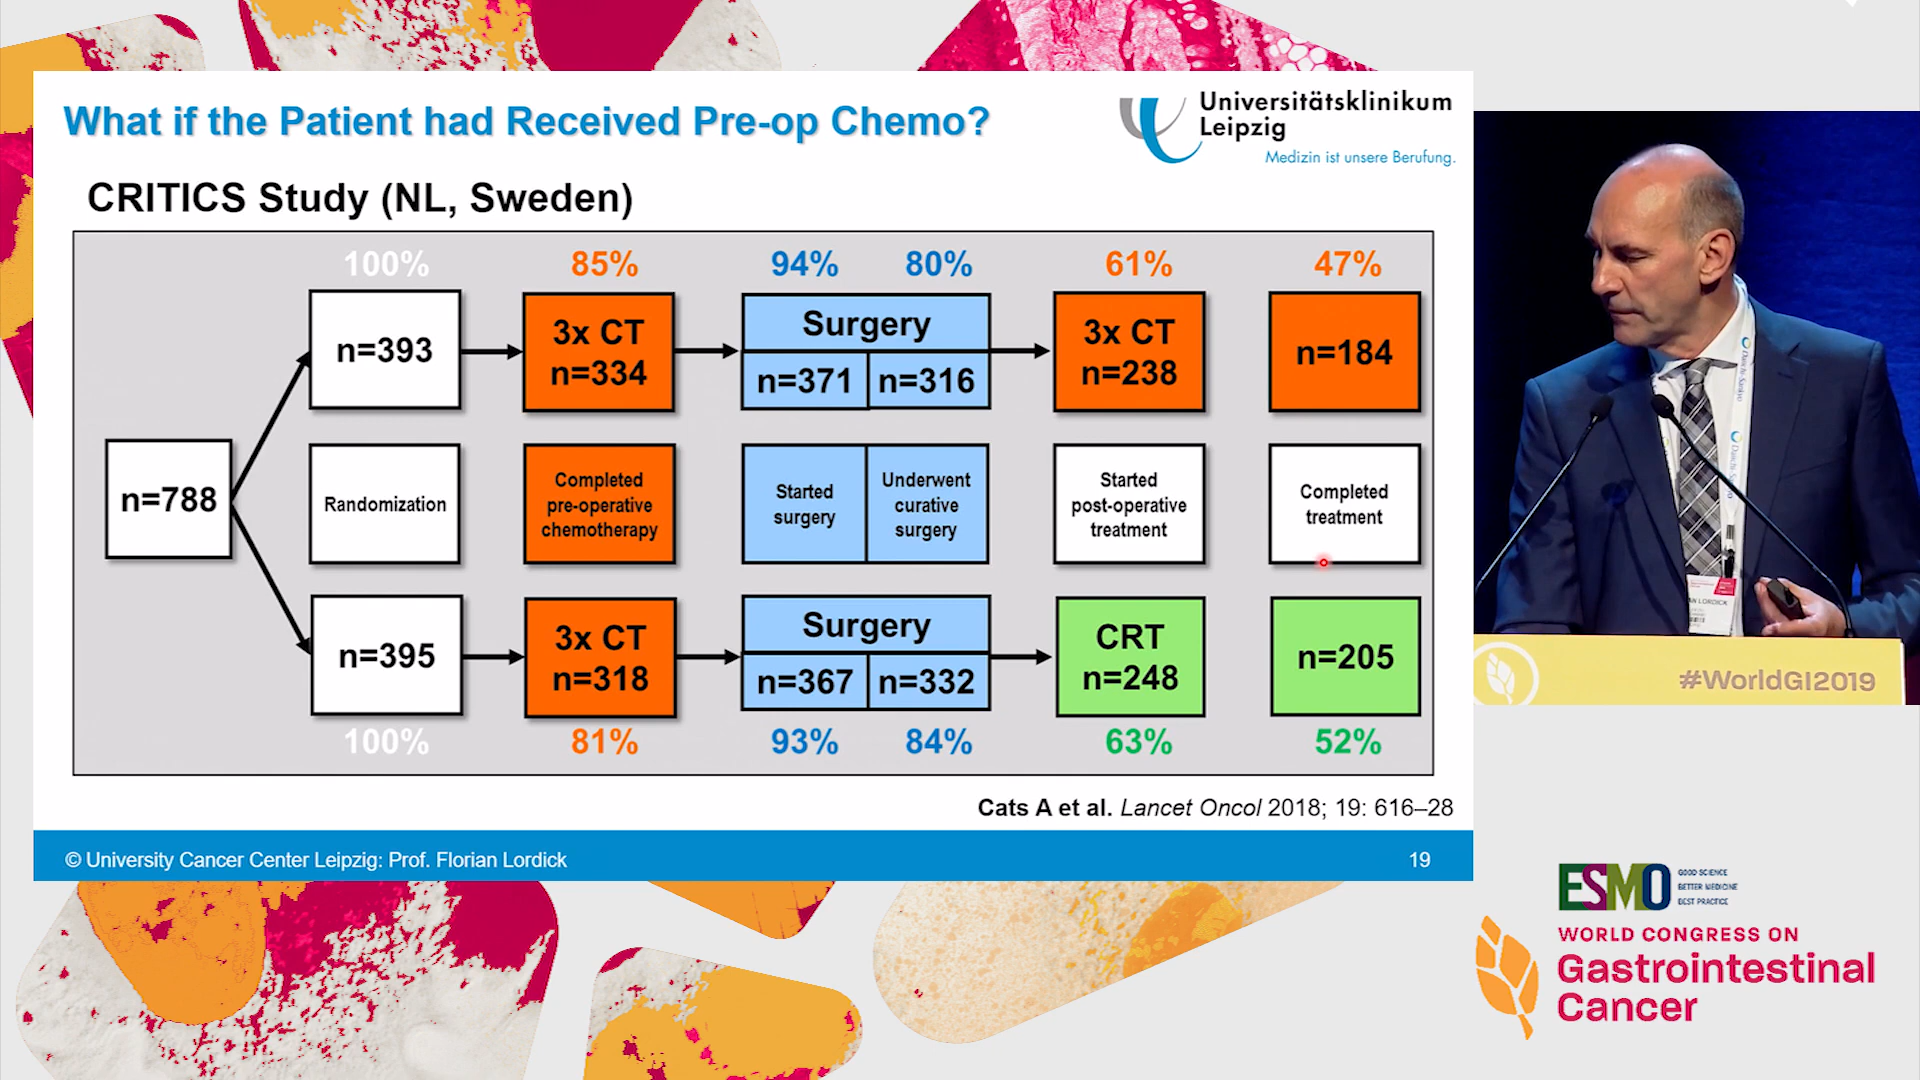 What if the Patient had Received Pre-op Chemo?
Universitätsklinikum
Leipzig
Medizin ist unsere Berufung.
CRITICS Study (NL, Sweden)
100%
85%
94%
80%
61%
47%
n=393
3x CT
n=334
Surgery
n=371
n=316
3x CT
n=238
n=184
n=788
Randomization
Completed
pre-operative
chemotherapy
Started
surgery
Underwent
curative
surgery
Started
post-operative
treatment
Completed
treatment
n=395
3x CT
n=318
Surgery
n=367
n=332
CRT
n=248
n=205
100%
81%
93%
84%
63%
52%
Cats A et al. Lancet Oncol 2018; 19: 616–28
© University Cancer Center Leipzig: Prof. Florian Lordick
19
Daiichi-Sankyo
LORDICK
#WorldGI2019
ESMO
GOOD SCIENCE
BETTER MEDICINE
BEST PRACTICE
WORLD CONGRESS ON
Gastrointestinal
Cancer